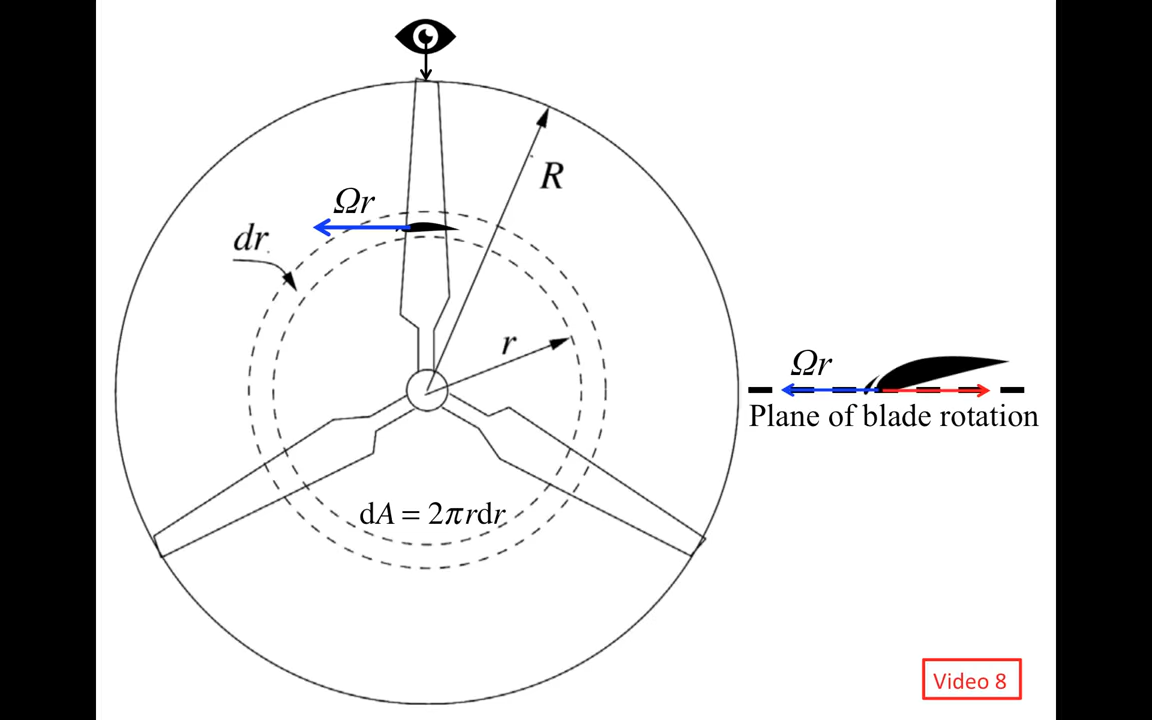 R
Ωr
dr
r
Ωr
Plane of blade rotation
dA = 2πrdr
Video 8